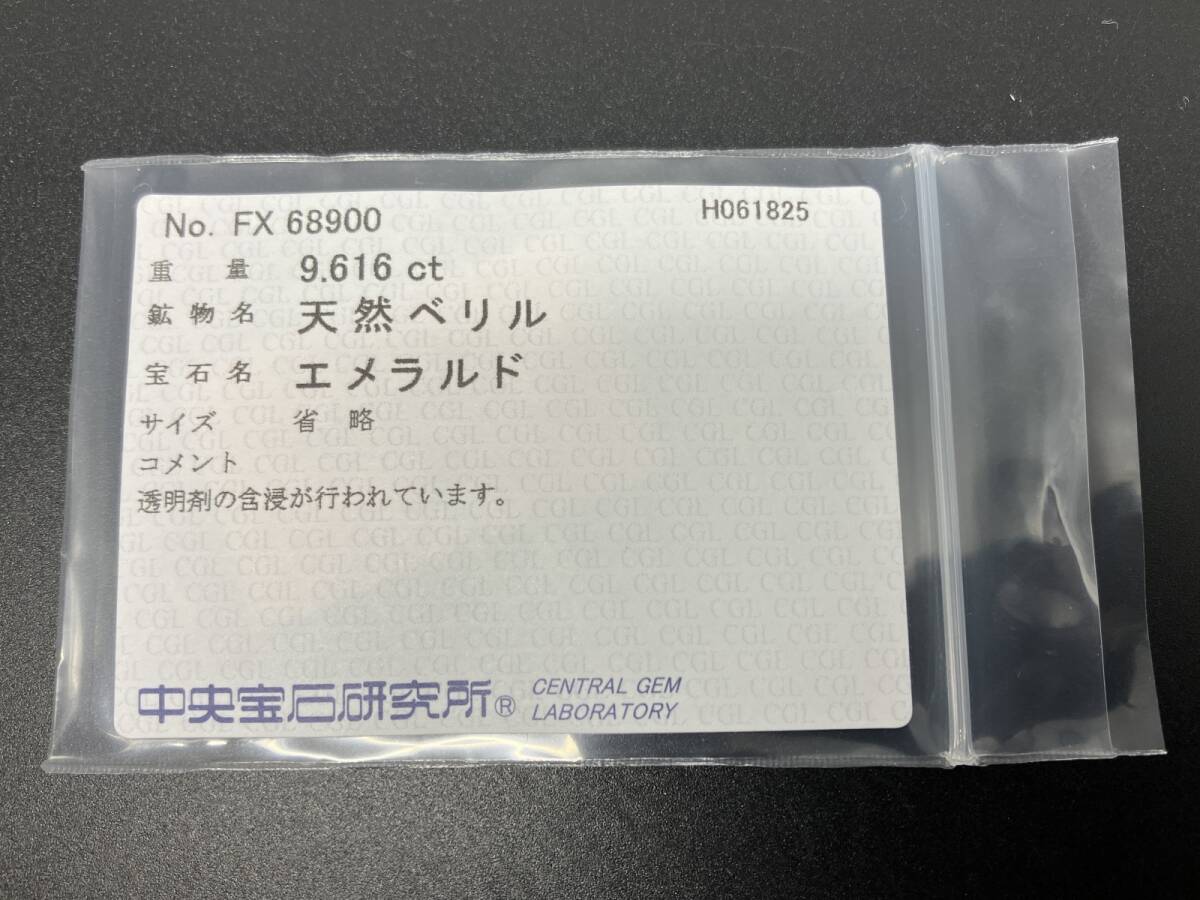 No. FX 68900 H061825
重量 9.616 ct
鉱物名 天然ベリル
宝石名 エメラルド
サイズ 省略
コメント
透明剤の含浸が行われています。
中央宝石研究所® CENTRAL GEM
LABORATORY